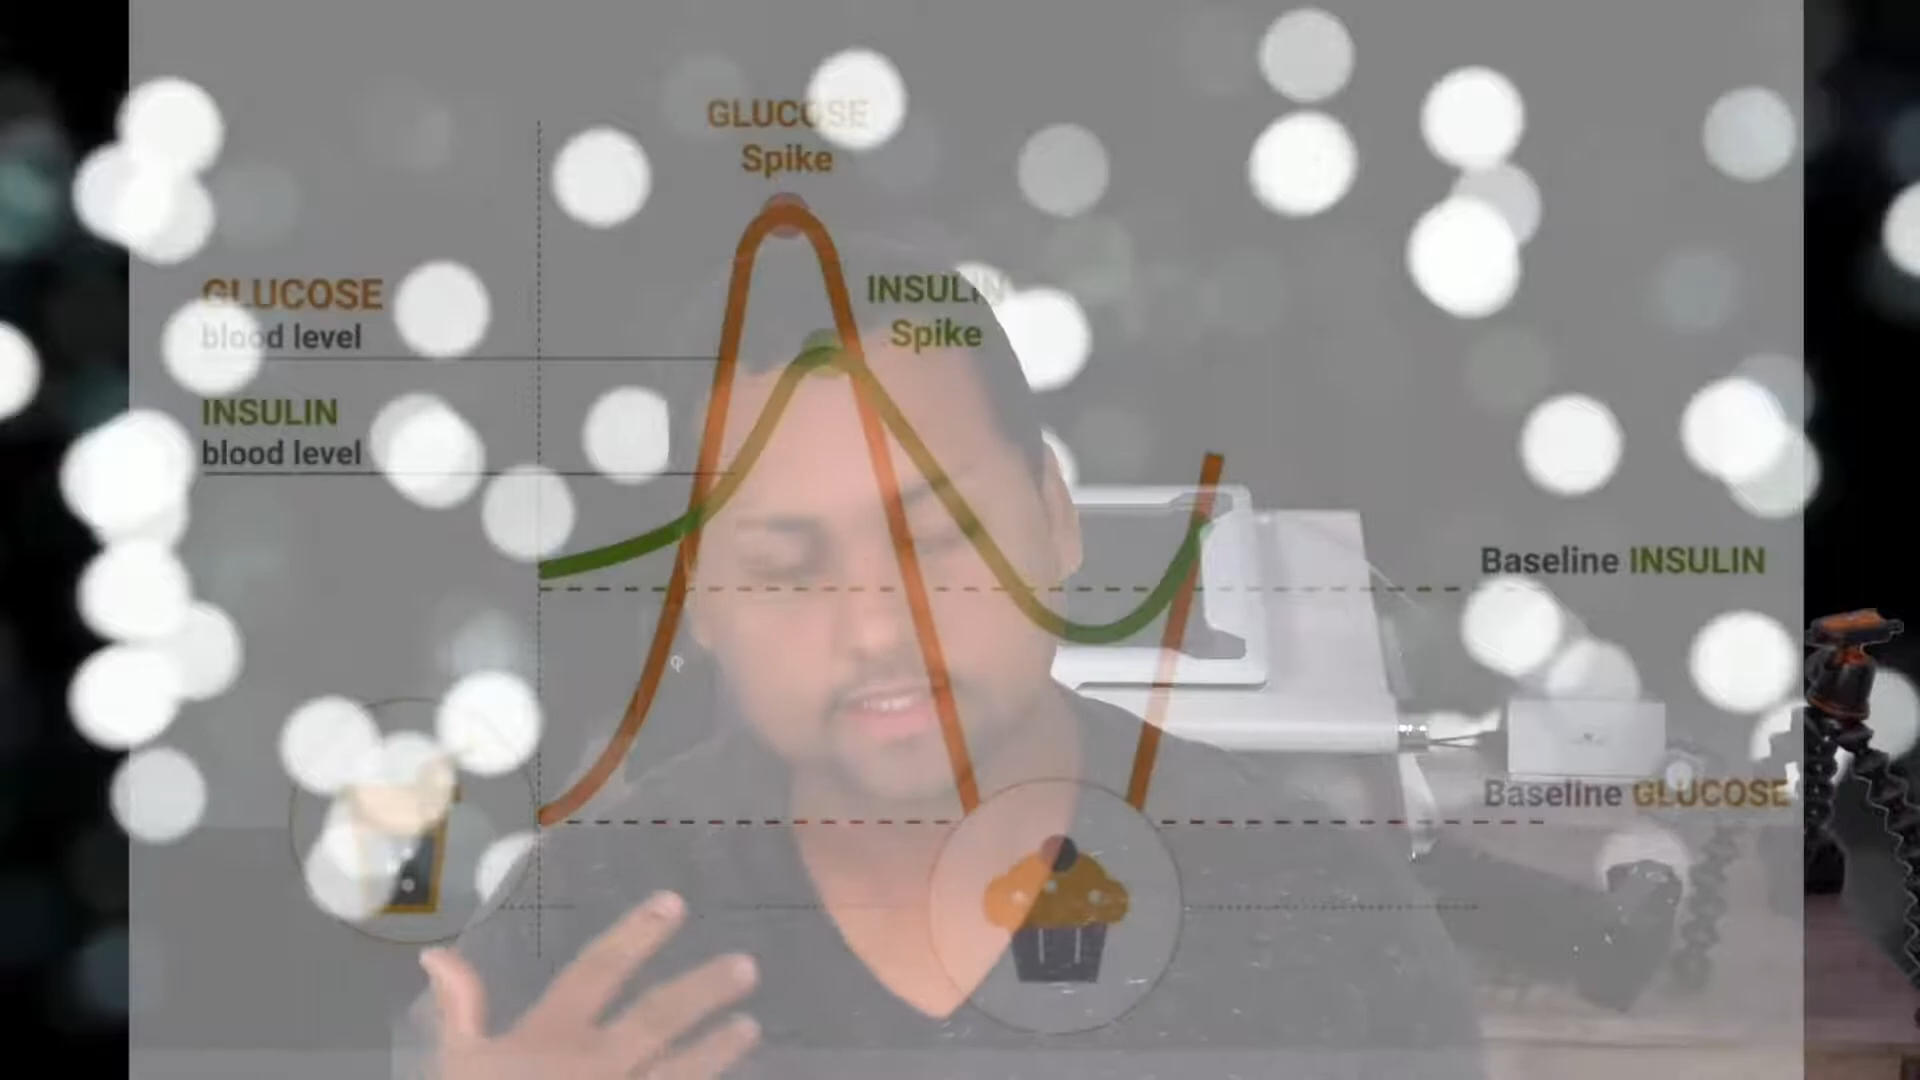 GLUCOSE
Spike
GLUCOSE
blood level
INSULIN
Spike
INSULIN
blood level
Baseline INSULIN
Baseline GLUCOSE